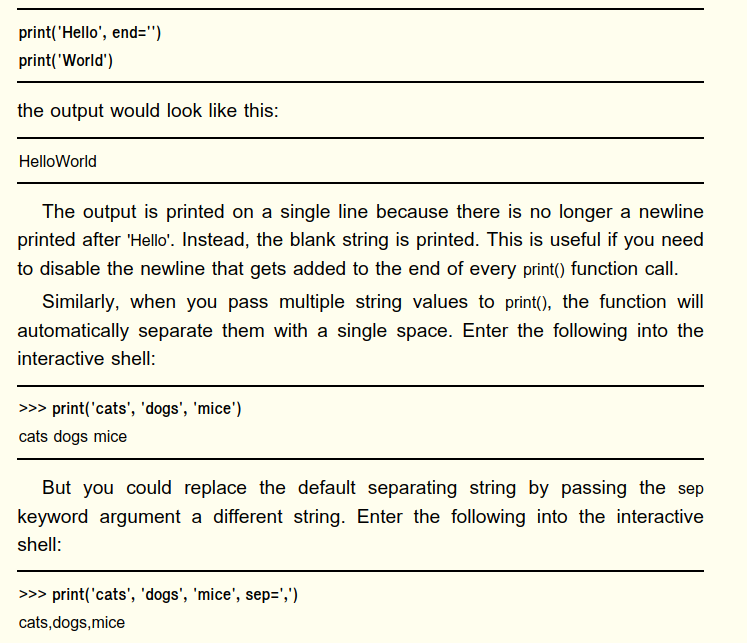 print('Hello', end='')
print('World')
the output would look like this:
HelloWorld
The output is printed on a single line because there is no longer a newline
printed after 'Hello'. Instead, the blank string is printed. This is useful if you need
to disable the newline that gets added to the end of every print() function call.
Similarly, when you pass multiple string values to print(), the function will
automatically separate them with a single space. Enter the following into the
interactive shell:
>>> print('cats', 'dogs', 'mice')
cats dogs mice
But you could replace the default separating string by passing the sep
keyword argument a different string. Enter the following into the interactive
shell:
>>> print('cats', 'dogs', 'mice', sep=',')
cats,dogs,mice